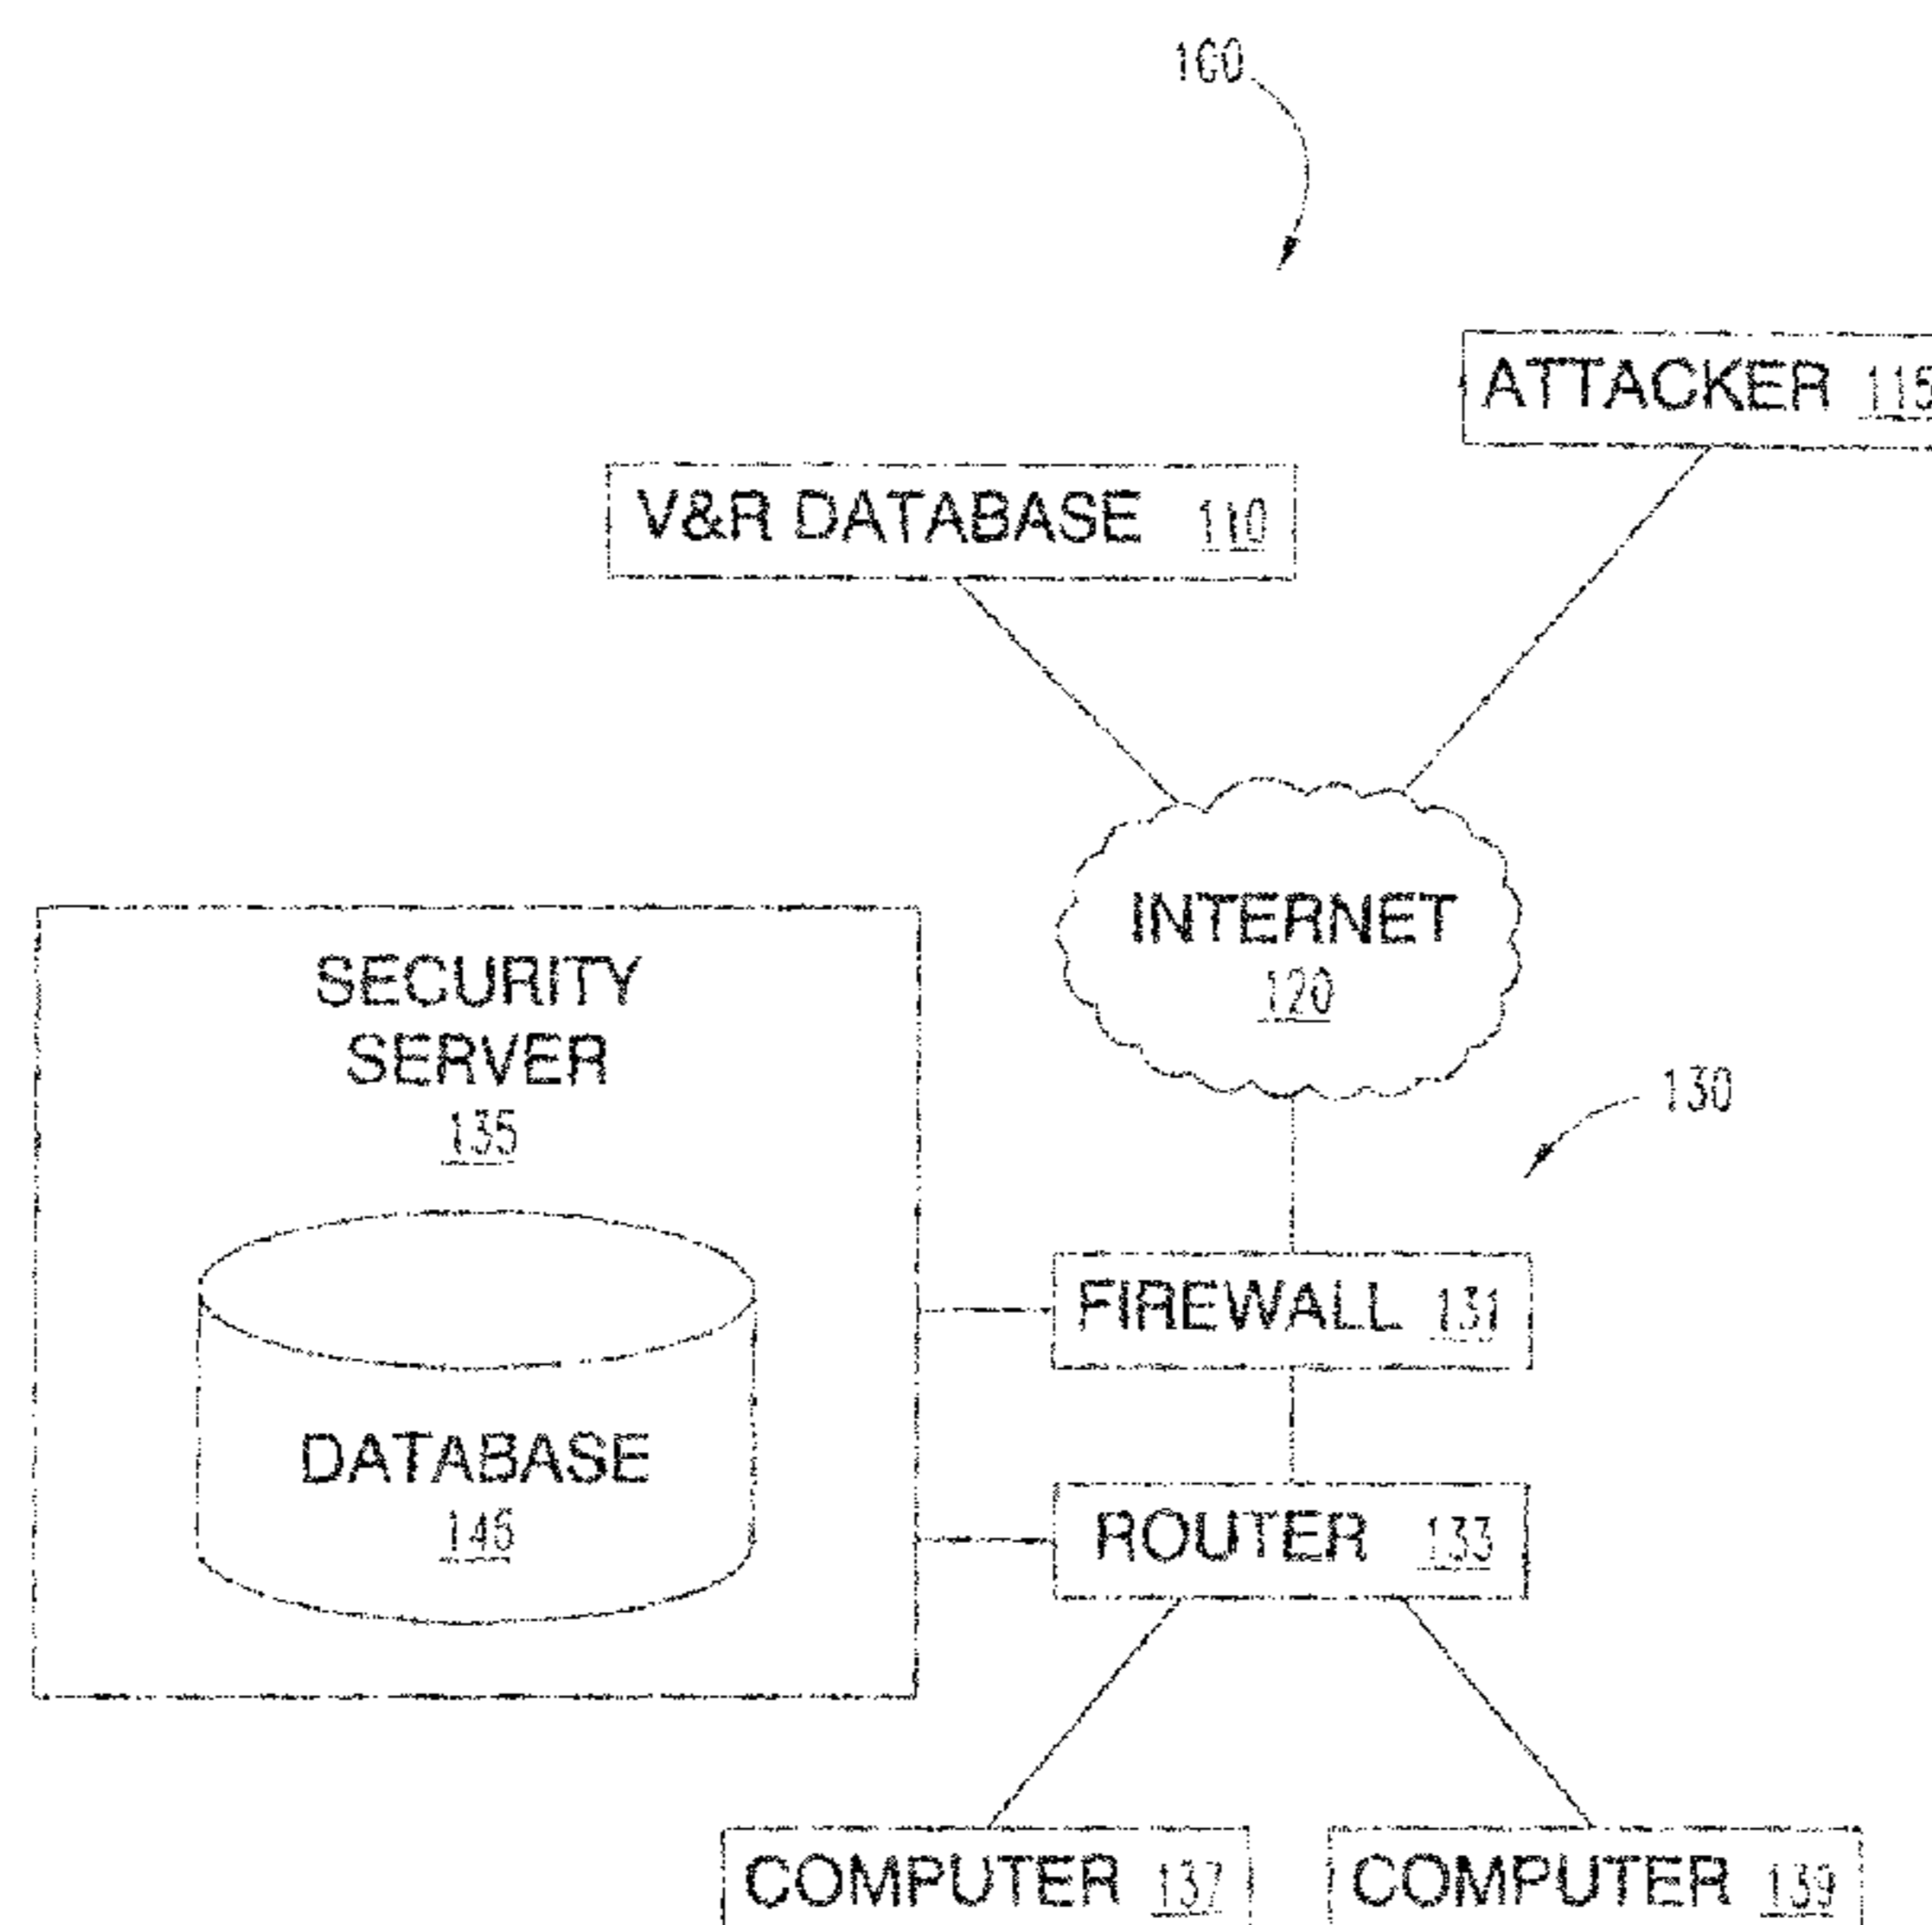 100
ATTACKER 115
V&R DATABASE 110
INTERNET
120
SECURITY
SERVER
135
130
FIREWALL 131
DATABASE
146
ROUTER 133
COMPUTER 137
COMPUTER 139